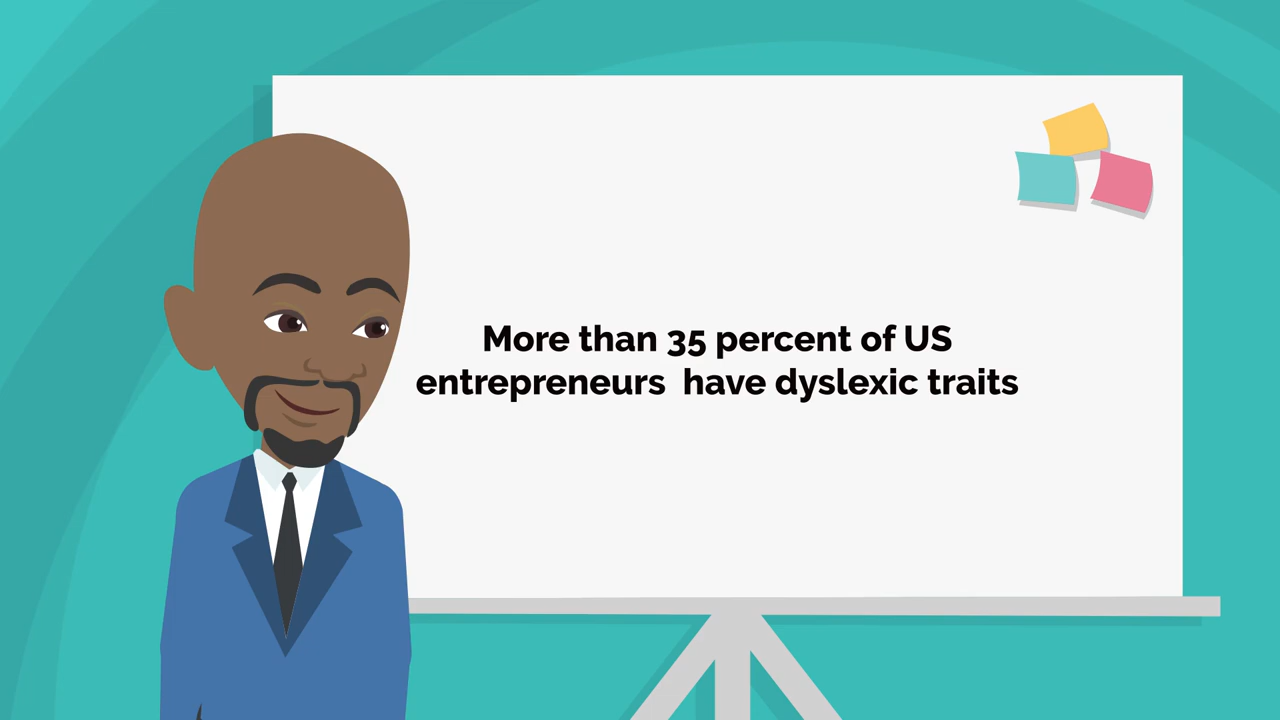 More than 35 percent of US
entrepreneurs  have dyslexic traits